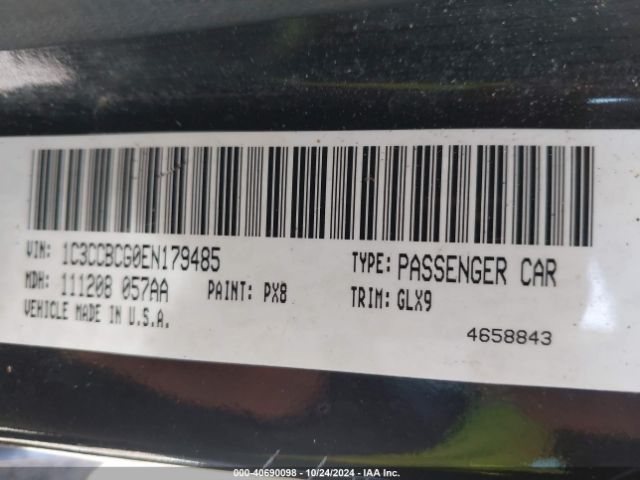 VIN: 1C3CCBCG0EN179485 TYPE: PASSENGER CAR
MDH: 111208 057AA PAINT: PX8 TRIM: GLX9
VEHICLE MADE IN U.S.A.
4658843
000-40690098 - 10/24/2024 - IAA Inc.